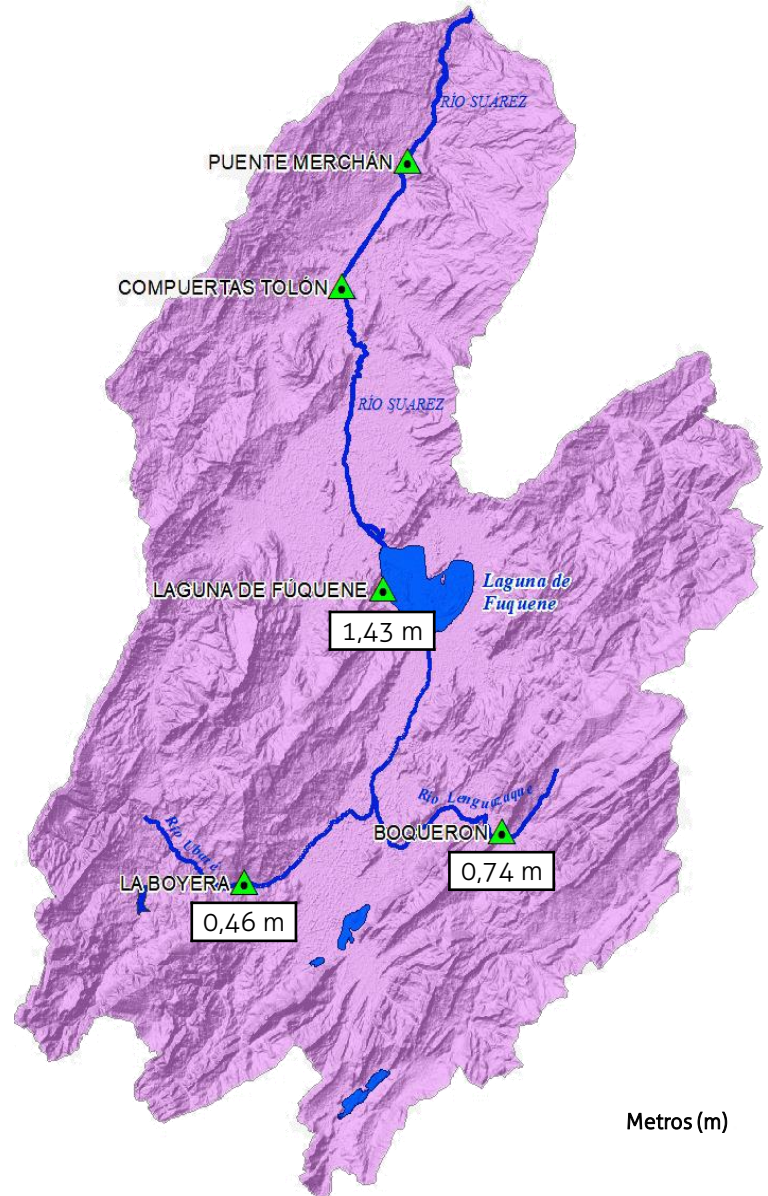 RÍO SUÁREZ
PUENTE MERCHÁN
COMPUERTAS TOLÓN
RÍO SUAREZ
LAGUNA DE FÚQUENE
Laguna de
Fuquene
1,43 m
Río Lenguazaque
Río Ubaté
BOQUERON
0,74 m
LA BOYERA
0,46 m
Metros (m)